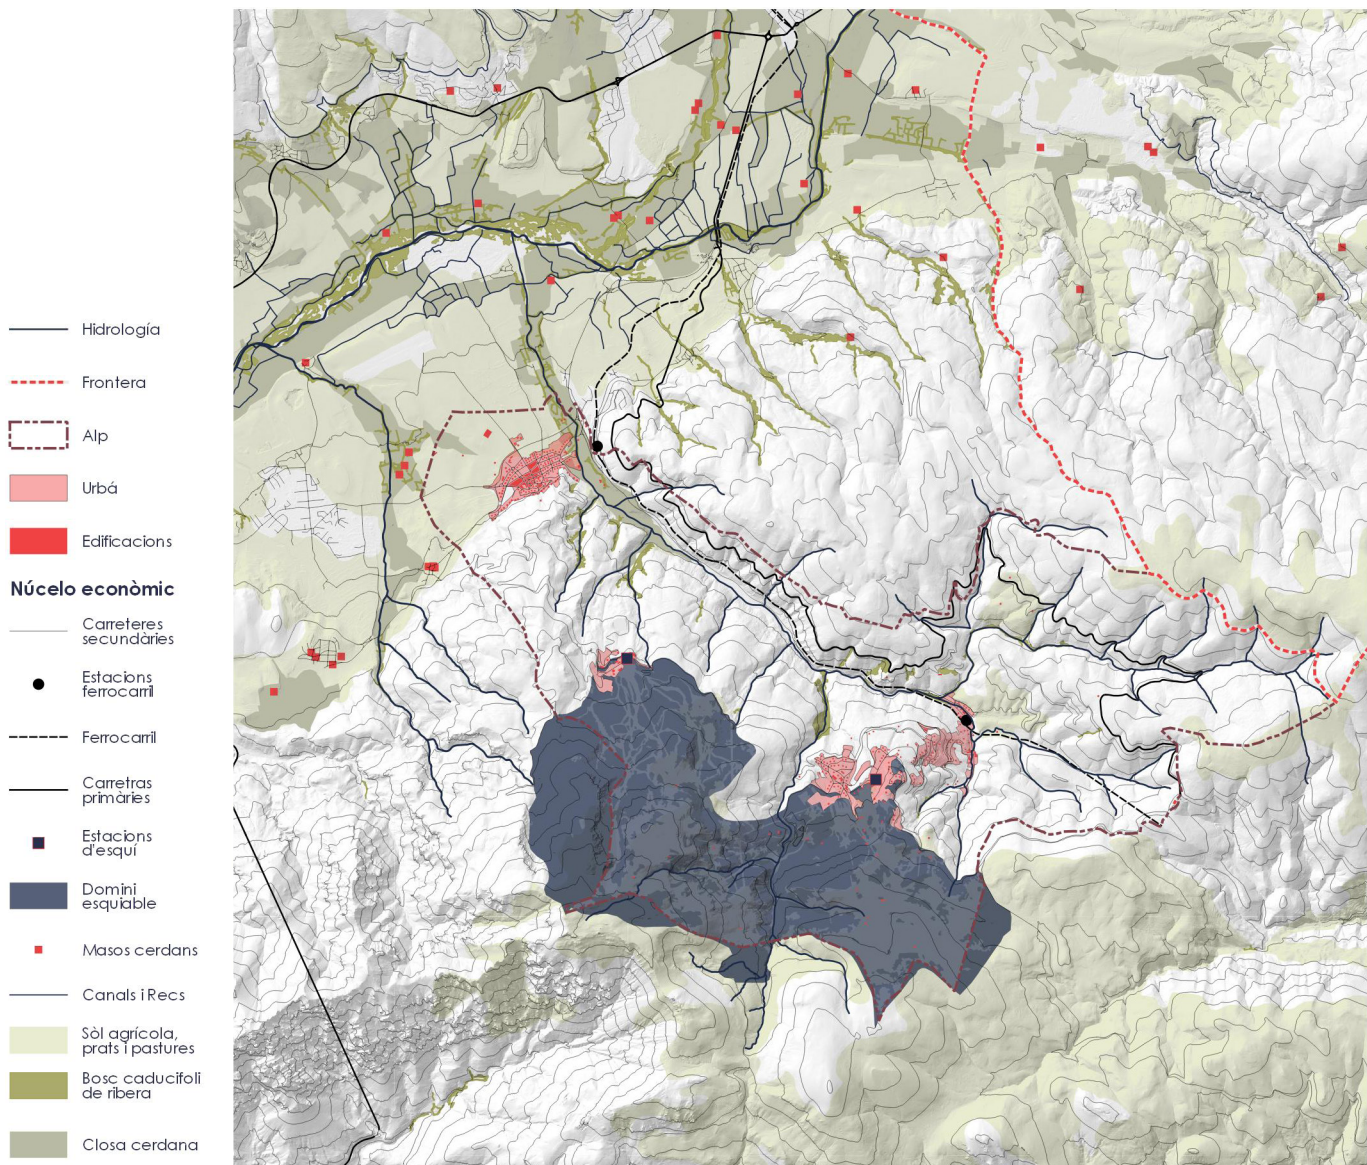 Hidrología
Frontera
Alp
Urbá
Edificacions
Núcelo econòmic
Carreteres
secundàries
Estacions
ferrocarril
Ferrocarril
Carretras
primàries
Estacions
d'esquí
Domini
esquiable
Masos cerdans
Canals i Recs
Sòl agrícola,
prats i pastures
Bosc caducifoli
de ribera
Closa cerdana